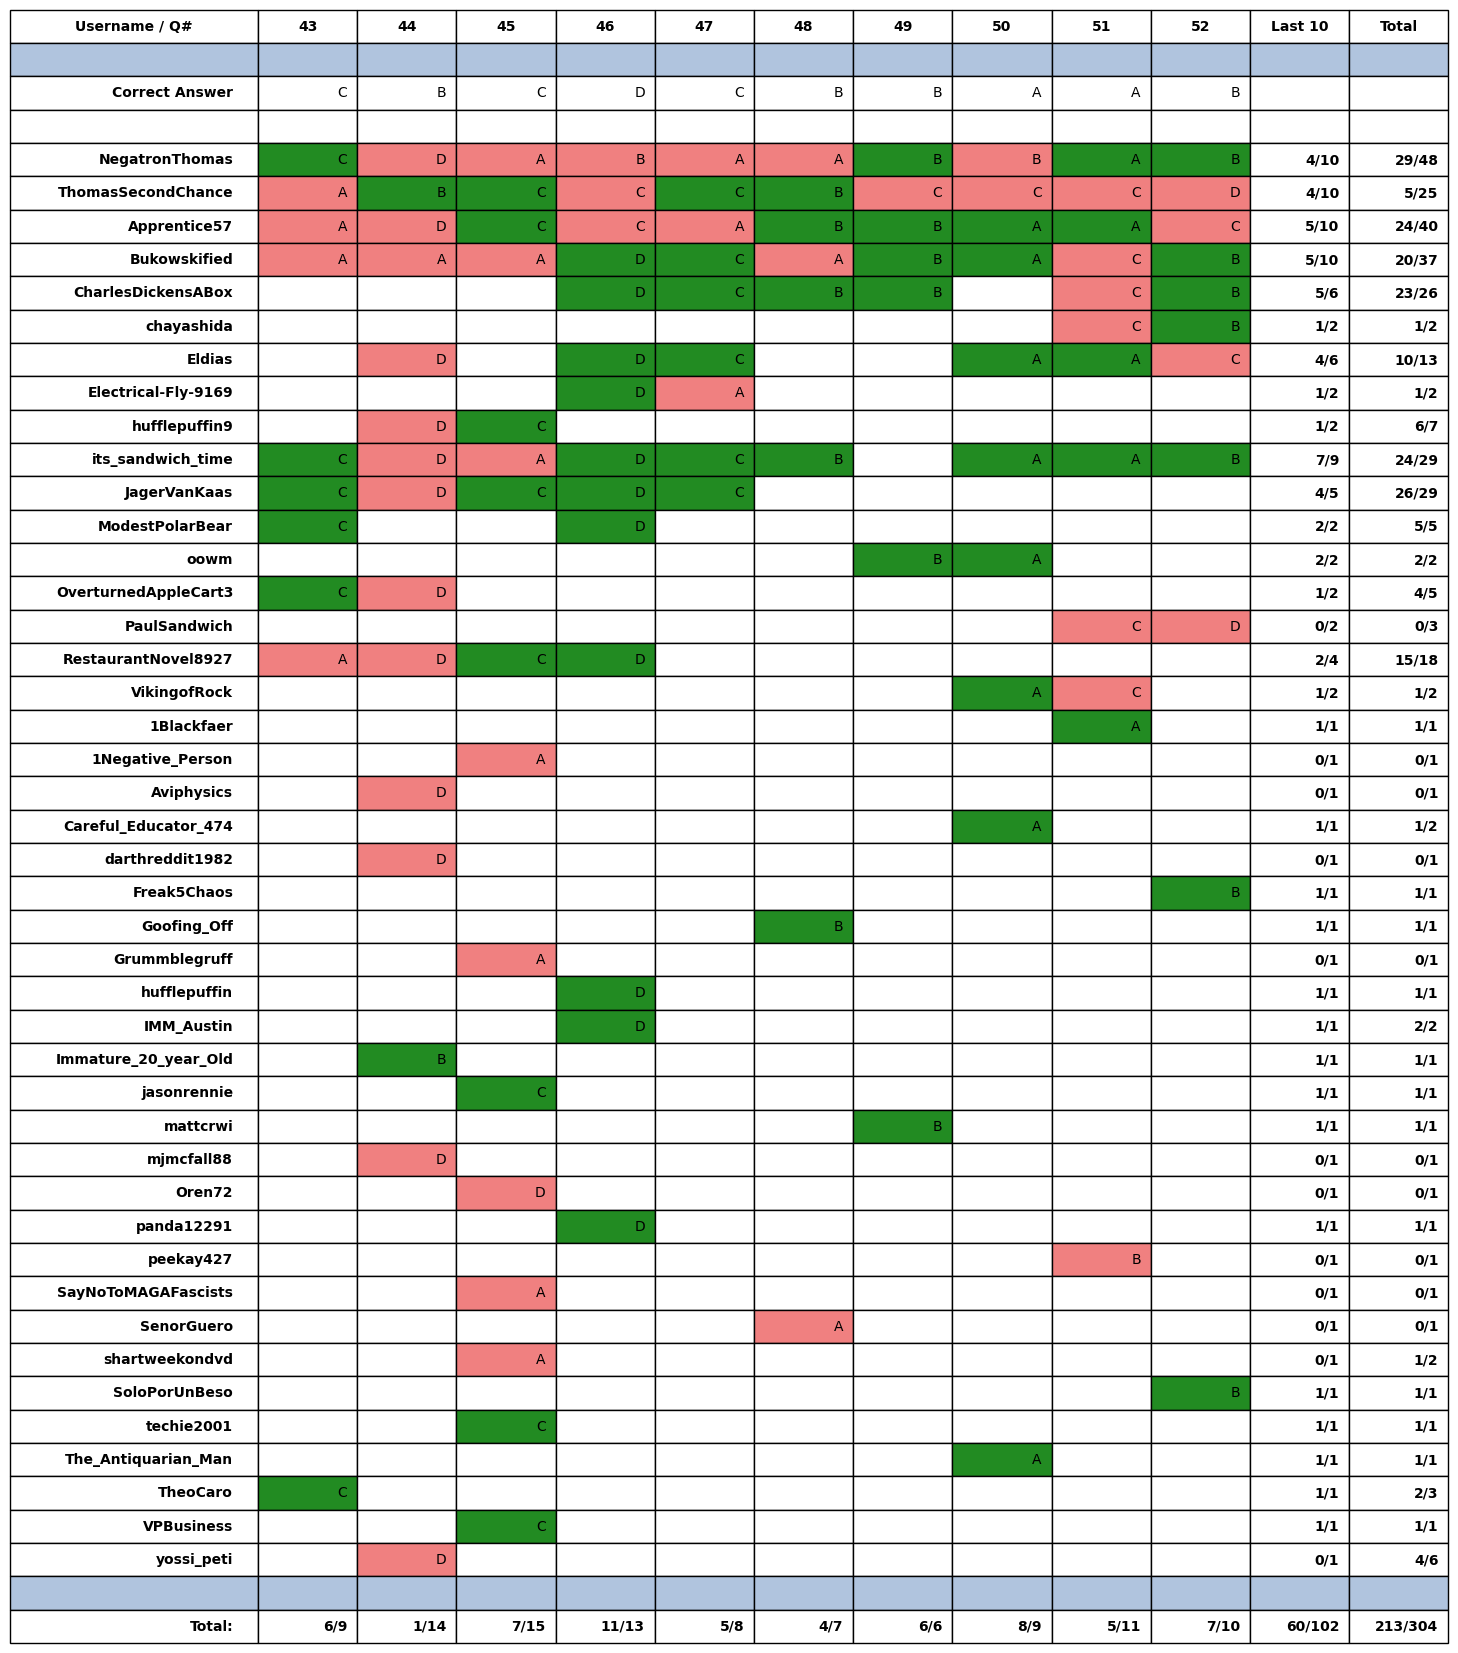 Username / Q# 43 44 45 46 47 48 49 50 51 52 Last 10 Total
Correct Answer C B C D C B B A A B
NegatronThomas C D A B A A B B A B 4/10 29/48
ThomasSecondChance A B C C C B C C C D 4/10 5/25
Apprentice57 A D C C A B B A A C 5/10 24/40
Bukowskified A A A D C A B A C B 5/10 20/37
CharlesDickensABox D C B B C B 5/6 23/26
chayashida C B 1/2 1/2
Eldias D D C A A C 4/6 10/13
Electrical-Fly-9169 D A 1/2 1/2
hufflepuffin9 D C 1/2 6/7
its_sandwich_time C D A D C B A A B 7/9 24/29
JagerVanKaas C D C D C 4/5 26/29
ModestPolarBear C D 2/2 5/5
oowm B A 2/2 2/2
OverturnedAppleCart3 C D 1/2 4/5
PaulSandwich C D 0/2 0/3
RestaurantNovel8927 A D C D 2/4 15/18
VikingofRock A C 1/2 1/2
1Blackfaer A 1/1 1/1
1Negative_Person A 0/1 0/1
Aviphysics D 0/1 0/1
Careful_Educator_474 A 1/1 1/2
darthreddit1982 D 0/1 0/1
Freak5Chaos B 1/1 1/1
Goofing_Off B 1/1 1/1
Grummblegruff A 0/1 0/1
hufflepuffin D 1/1 1/1
IMM_Austin D 1/1 2/2
Immature_20_year_Old B 1/1 1/1
jasonrennie C 1/1 1/1
mattcrwi B 1/1 1/1
mjmcfall88 D 0/1 0/1
Oren72 D 0/1 0/1
panda12291 D 1/1 1/1
peekay427 B 0/1 0/1
SayNoToMAGAFascists A 0/1 0/1
SenorGuero A 0/1 0/1
shartweekondvd A 0/1 1/2
SoloPorUnBeso B 1/1 1/1
techie2001 C 1/1 1/1
The_Antiquarian_Man A 1/1 1/1
TheoCaro C 1/1 2/3
VPBusiness C 1/1 1/1
yossi_peti D 0/1 4/6
Total: 6/9 1/14 7/15 11/13 5/8 4/7 6/6 8/9 5/11 7/10 60/102 213/304